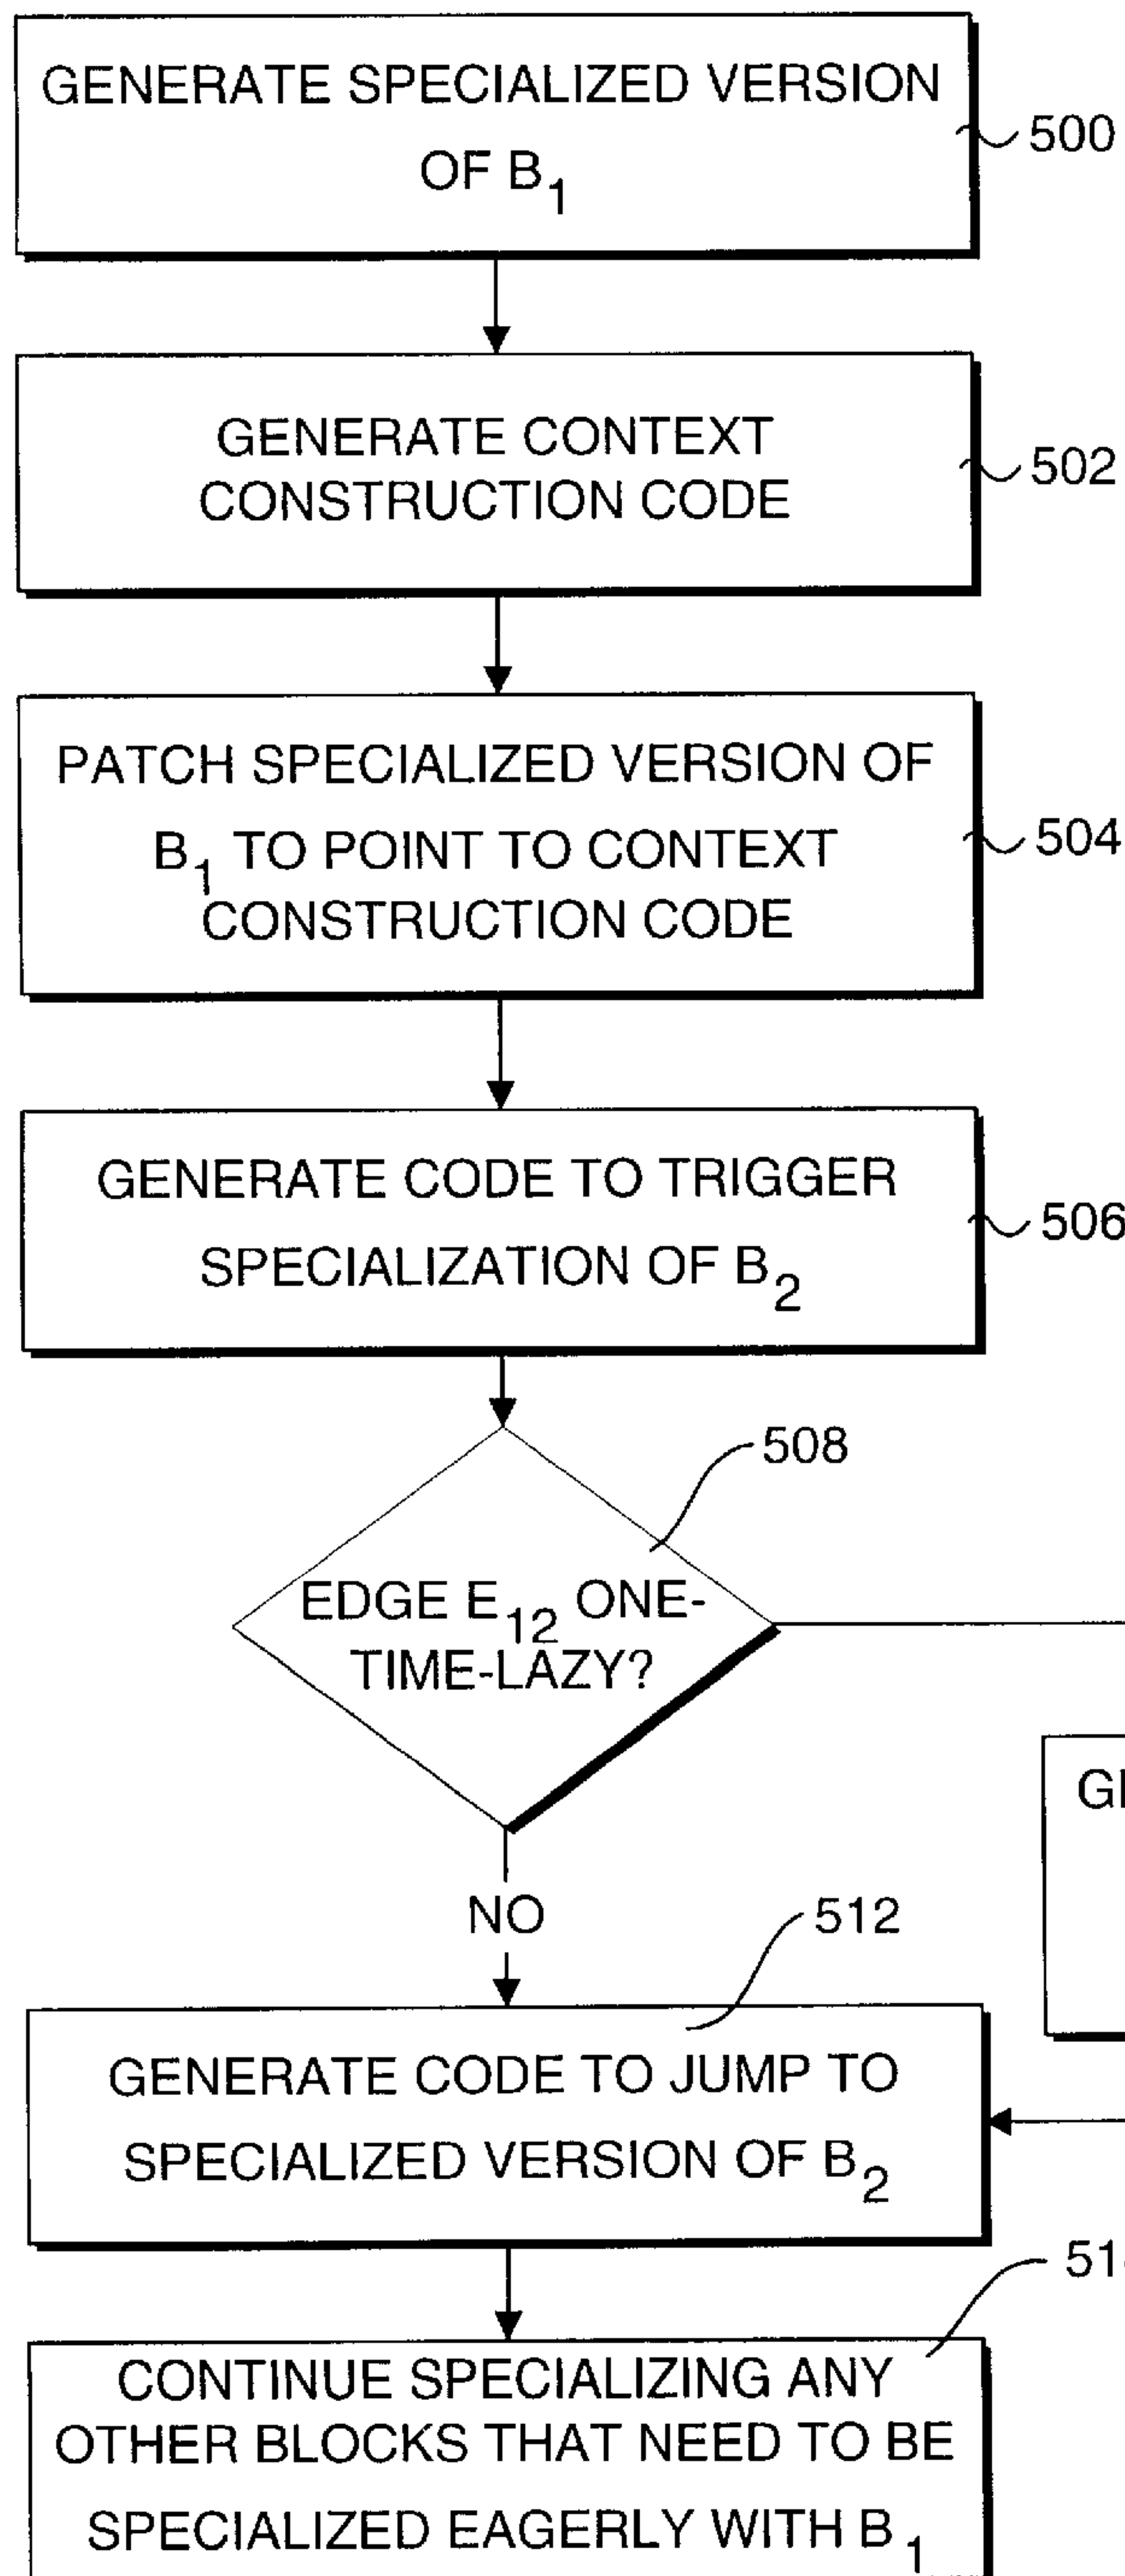 GENERATE SPECIALIZED VERSION
OF B1
500
GENERATE CONTEXT
CONSTRUCTION CODE
502
PATCH SPECIALIZED VERSION OF
B1 TO POINT TO CONTEXT
CONSTRUCTION CODE
504
GENERATE CODE TO TRIGGER
SPECIALIZATION OF B2
506
508
EDGE E12 ONE-
TIME-LAZY?
NO
512
GENERATE CODE TO JUMP TO
SPECIALIZED VERSION OF B2
CONTINUE SPECIALIZING ANY
OTHER BLOCKS THAT NEED TO BE
SPECIALIZED EAGERLY WITH B1